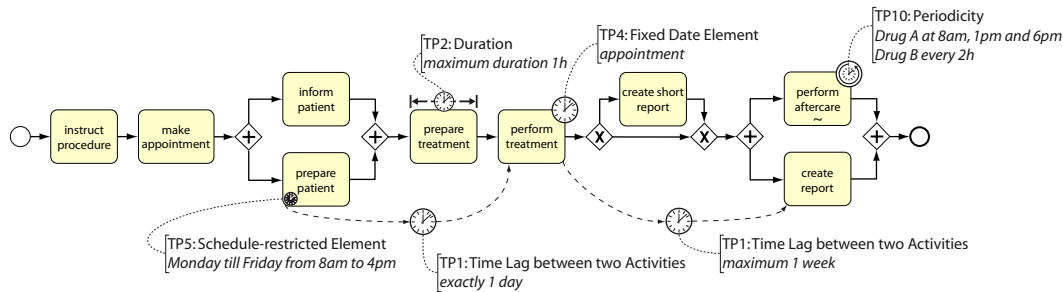 TP10: Periodicity
Drug A at 8am, 1pm and 6pm
Drug B every 2h
TP2: Duration
maximum duration 1h
TP4: Fixed Date Element
appointment
inform
patient
create short
report
perform
aftercare
~
instruct
procedure
make
appointment
+
+
prepare
treatment
perform
treatment
X
X
+
+
prepare
patient
create
report
TP5: Schedule-restricted Element
Monday till Friday from 8am to 4pm
TP1: Time Lag between two Activities
exactly 1 day
TP1: Time Lag between two Activities
maximum 1 week